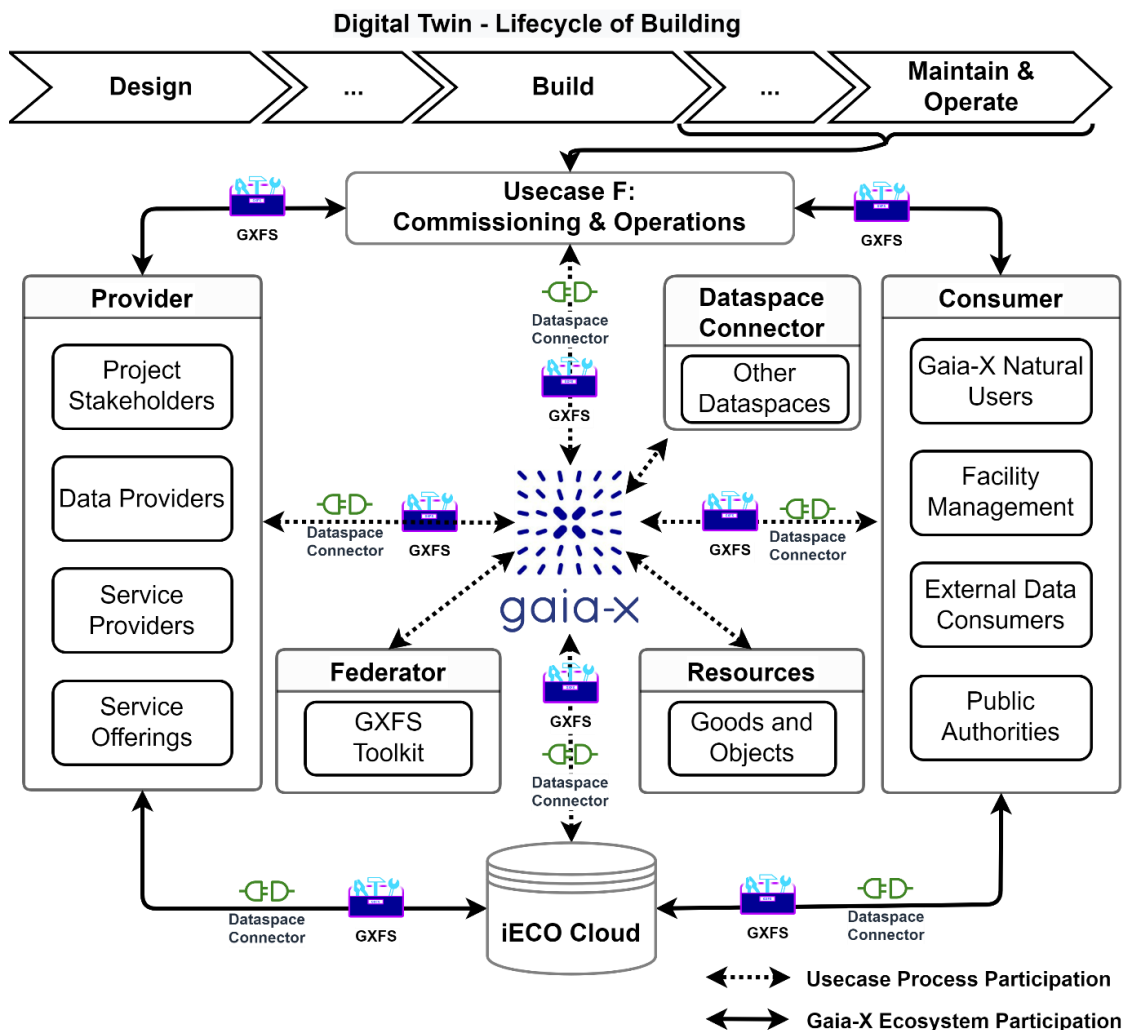 Digital Twin - Lifecycle of Building
Design
...
Build
...
Maintain &
Operate
Usecase F:
Commissioning & Operations
GXFS
GXFS
Provider
Project
Stakeholders
Data Providers
Service
Providers
Service
Offerings
Dataspace
Connector
GXFS
Dataspace
Connector
Other
Dataspaces
Consumer
Gaia-X Natural
Users
Facility
Management
External Data
Consumers
Public
Authorities
Dataspace
Connector
GXFS
gaia-x
GXFS
Dataspace
Connector
Federator
GXFS
Toolkit
Resources
Goods and
Objects
GXFS
Dataspace
Connector
iECO Cloud
Dataspace
Connector
GXFS
GXFS
Dataspace
Connector
Usecase Process Participation
Gaia-X Ecosystem Participation